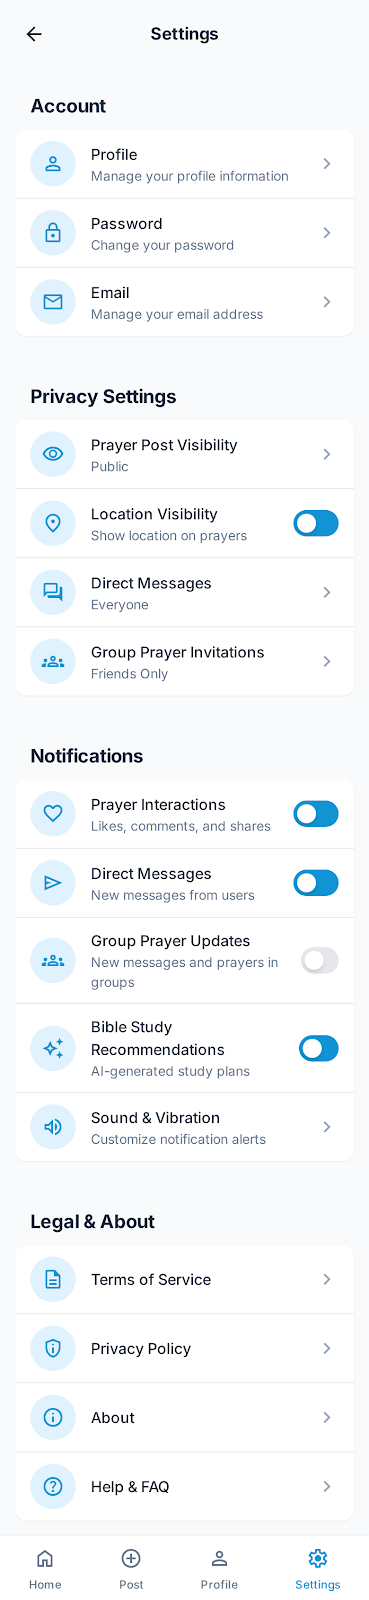 Settings
Account
Profile
Manage your profile information
Password
Change your password
Email
Manage your email address
Privacy Settings
Prayer Post Visibility
Public
Location Visibility
Show location on prayers
Direct Messages
Everyone
Group Prayer Invitations
Friends Only
Notifications
Prayer Interactions
Likes, comments, and shares
Direct Messages
New messages from users
Group Prayer Updates
New messages and prayers in
groups
Bible Study
Recommendations
AI-generated study plans
Sound & Vibration
Customize notification alerts
Legal & About
Terms of Service
Privacy Policy
About
Help & FAQ
Home
Post
Profile
Settings